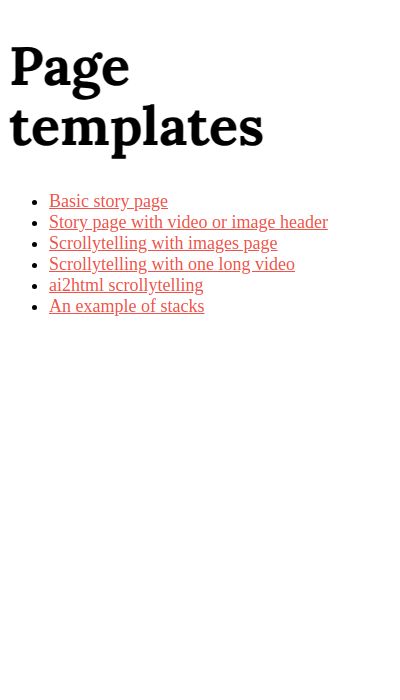 Page
templates
Basic story page
Story page with video or image header
Scrollytelling with images page
Scrollytelling with one long video
ai2html scrollytelling
An example of stacks